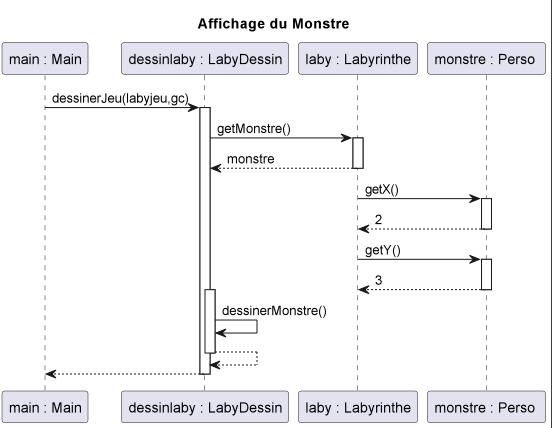 Affichage du Monstre
main : Main
dessinlaby : LabyDessin
laby : Labyrinthe
monstre : Perso
dessinerJeu(labyjeu,gc)
getMonstre()
monstre
getX()
2
getY()
3
dessinerMonstre()
main : Main
dessinlaby : LabyDessin
laby : Labyrinthe
monstre : Perso